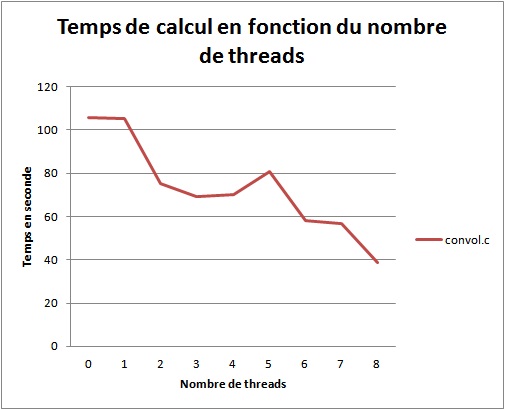 Temps de calcul en fonction du nombre
de threads
120
100
80
60
40
20
0
Temps en seconde
0 1 2 3 4 5 6 7 8
Nombre de threads
convol.c